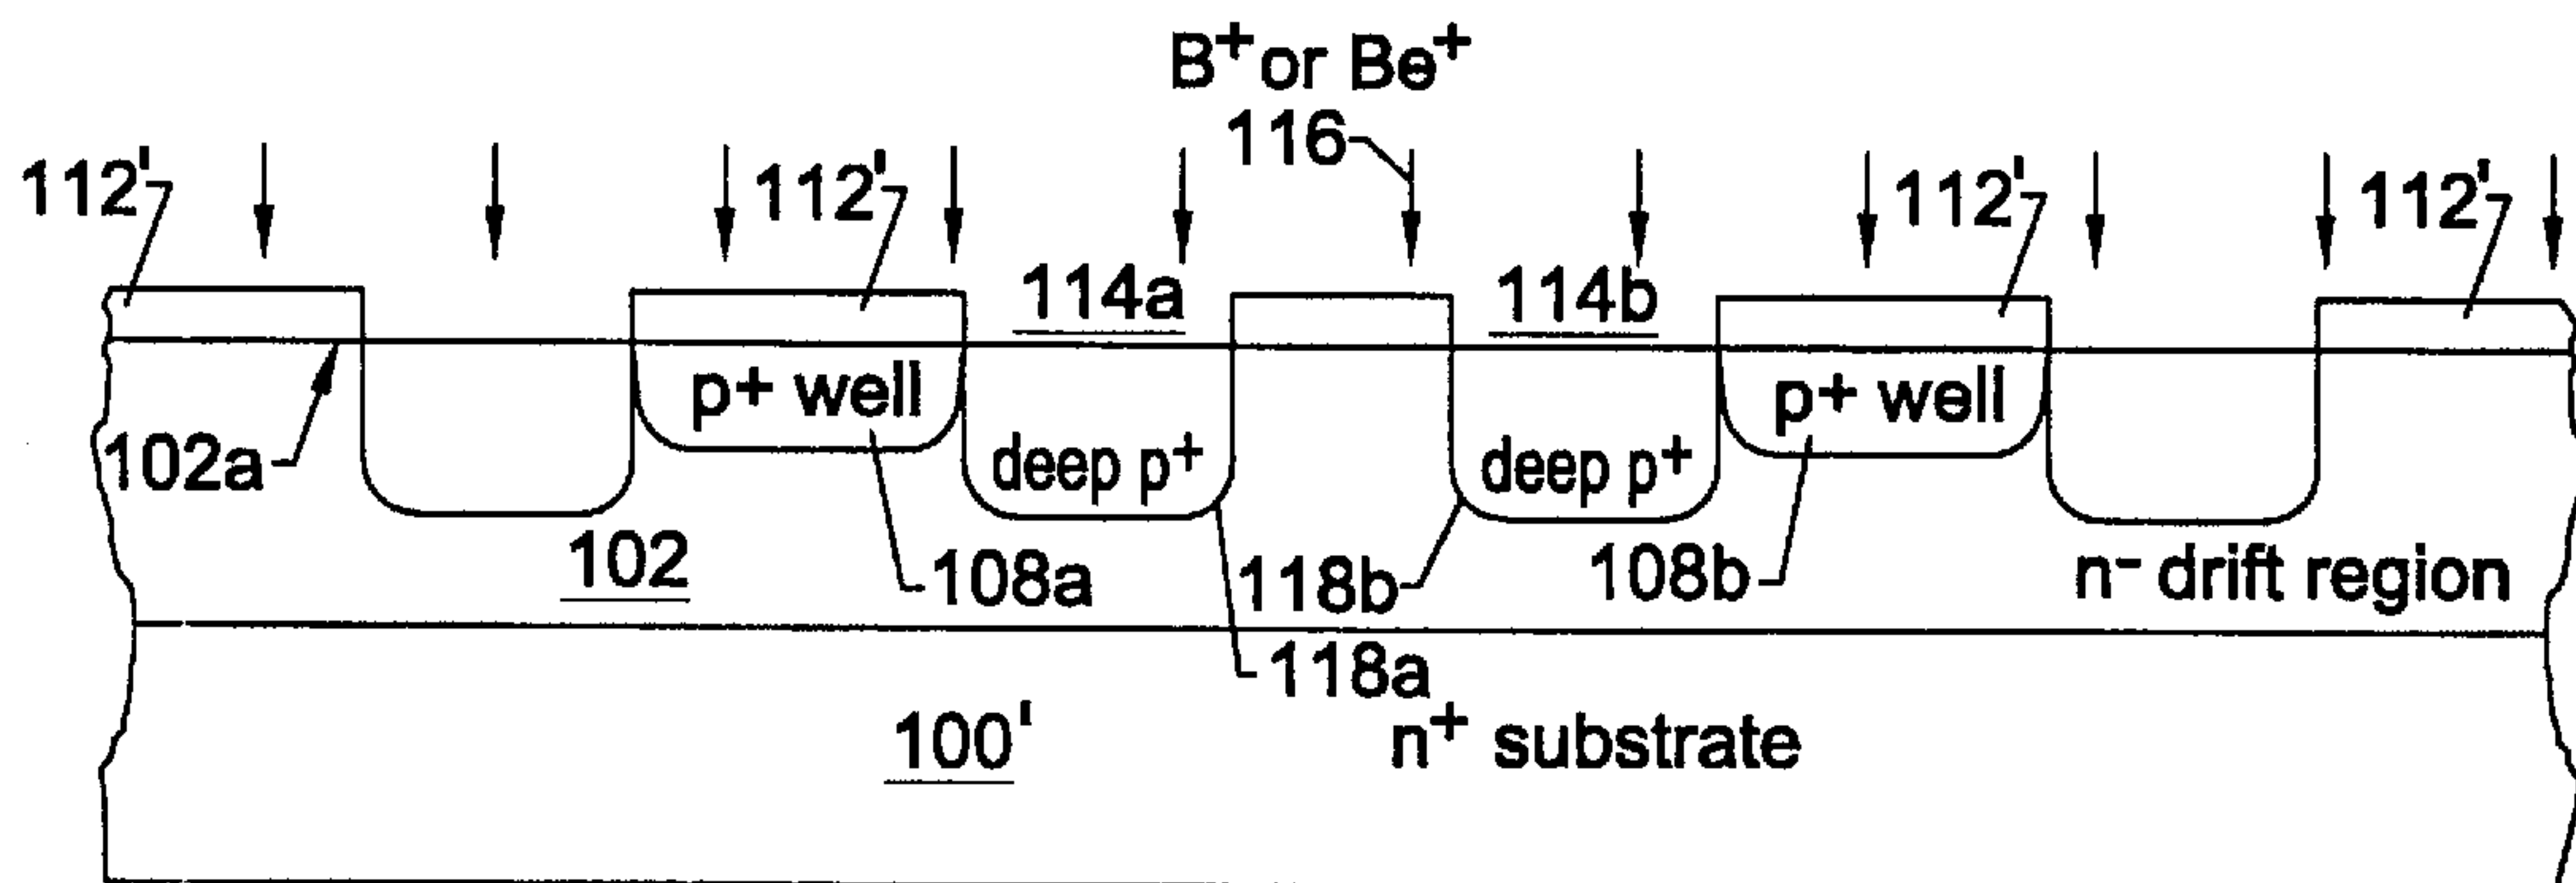 B⁺ or Be⁺
116
112' 112' 112' 112'
114a 114b
p+ well p+ well
102a deep p⁺ deep p⁺
102 108a 118b 108b n⁻ drift region
118a
100' n⁺ substrate